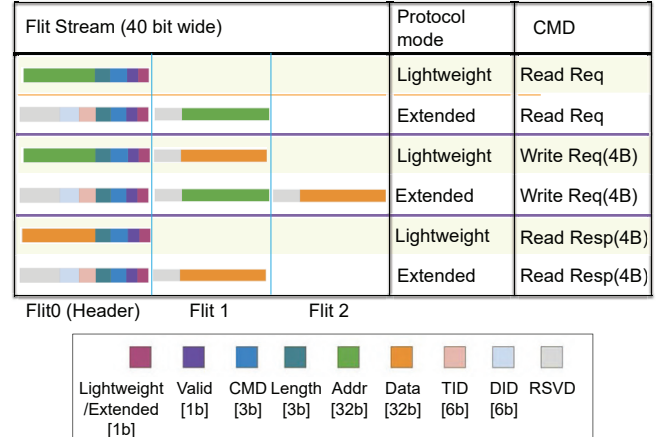 Flit Stream (40 bit wide)
Protocol
mode
CMD
Lightweight
Read Req
Extended
Read Req
Lightweight
Write Req(4B)
Extended
Write Req(4B)
Lightweight
Read Resp(4B)
Extended
Read Resp(4B)
Flit0 (Header)
Flit 1
Flit 2
Lightweight
/Extended
[1b]
Valid
[1b]
CMD
[3b]
Length
[3b]
Addr
[32b]
Data
[32b]
TID
[6b]
DID
[6b]
RSVD